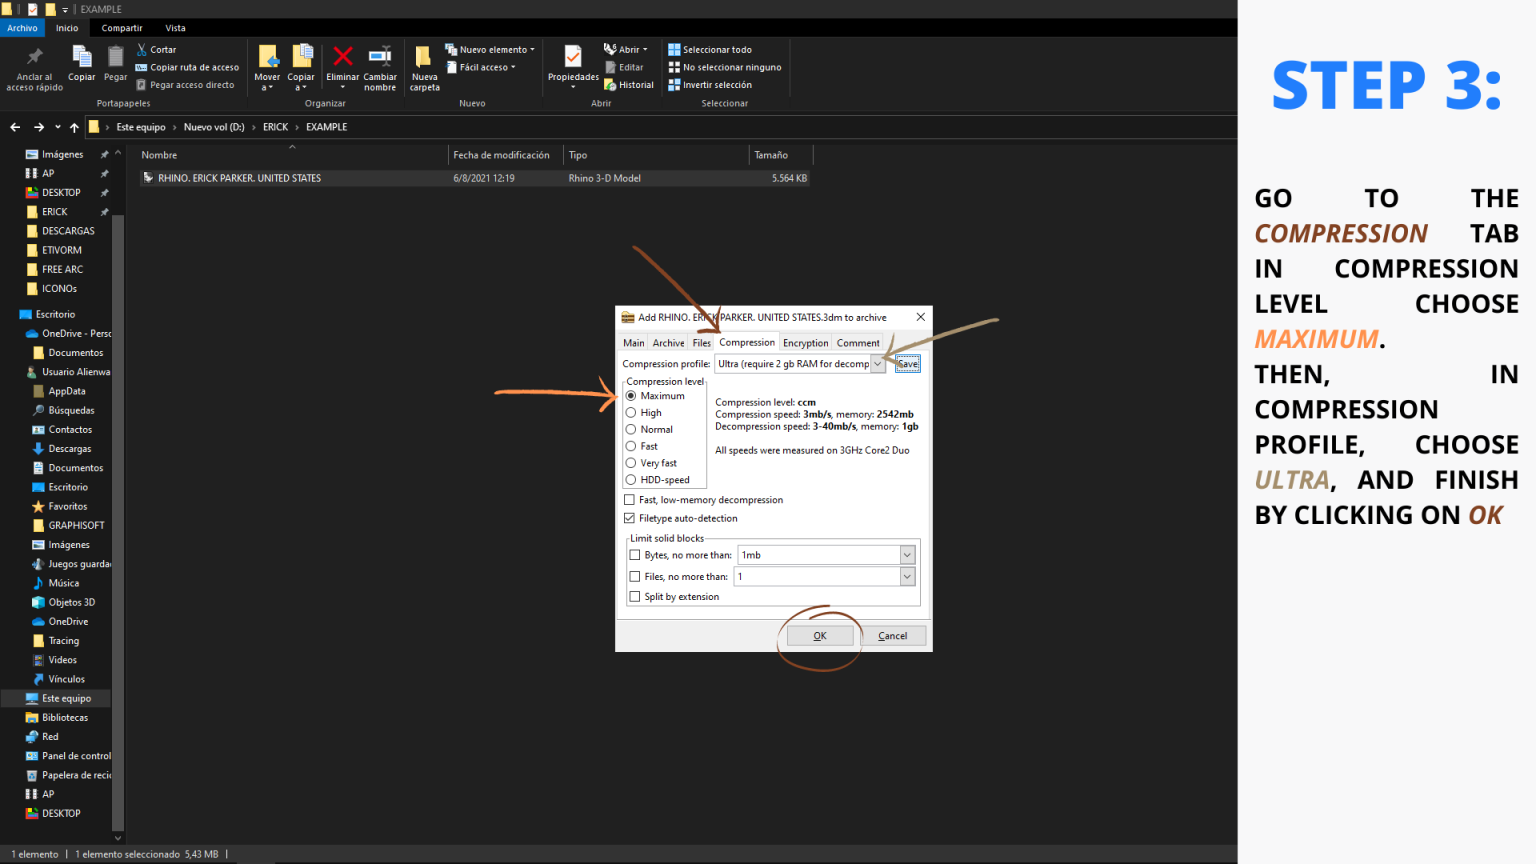 EXAMPLE
Archivo Inicio Compartir Vista
Anclar al acceso rápido
Copiar
Pegar
Cortar
Copiar ruta de acceso
Pegar acceso directo
Portapapeles
Mover a
Copiar a
Eliminar
Cambiar nombre
Organizar
Nueva carpeta
Nuevo elemento
Fácil acceso
Nuevo
Propiedades
Abrir
Editar
Historial
Abrir
Seleccionar todo
No seleccionar ninguno
Invertir selección
Seleccionar
Este equipo > Nuevo vol (D:) > ERICK > EXAMPLE
Nombre Fecha de modificación Tipo Tamaño
RHINO. ERICK PARKER. UNITED STATES 6/8/2021 12:19 Rhino 3-D Model 5.564 KB
Imágenes
AP
DESKTOP
ERICK
DESCARGAS
ETIVORM
FREE ARC
ICONOs
Escritorio
OneDrive - Perso
Documentos
Usuario Alienwa
AppData
Búsquedas
Contactos
Descargas
Documentos
Escritorio
Favoritos
GRAPHISOFT
Imágenes
Juegos guarda
Música
Objetos 3D
OneDrive
Tracing
Videos
Vínculos
Este equipo
Bibliotecas
Red
Panel de control
Papelera de reci
AP
DESKTOP
1 elemento | 1 elemento seleccionado 5,43 MB |
Add RHINO. ERICK PARKER. UNITED STATES.3dm to archive
Main Archive Files Compression Encryption Comment
Compression profile: Ultra (require 2 gb RAM for decomp Save
Compression level
Maximum
High
Normal
Fast
Very fast
HDD-speed
Compression level: ccm
Compression speed: 3mb/s, memory: 2542mb
Decompression speed: 3-40mb/s, memory: 1gb
All speeds were measured on 3GHz Core2 Duo
Fast, low-memory decompression
Filetype auto-detection
Limit solid blocks
Bytes, no more than: 1mb
Files, no more than: 1
Split by extension
OK Cancel
STEP 3:
GO TO THE
COMPRESSION TAB
IN COMPRESSION
LEVEL CHOOSE
MAXIMUM.
THEN, IN
COMPRESSION
PROFILE, CHOOSE
ULTRA, AND FINISH
BY CLICKING ON OK